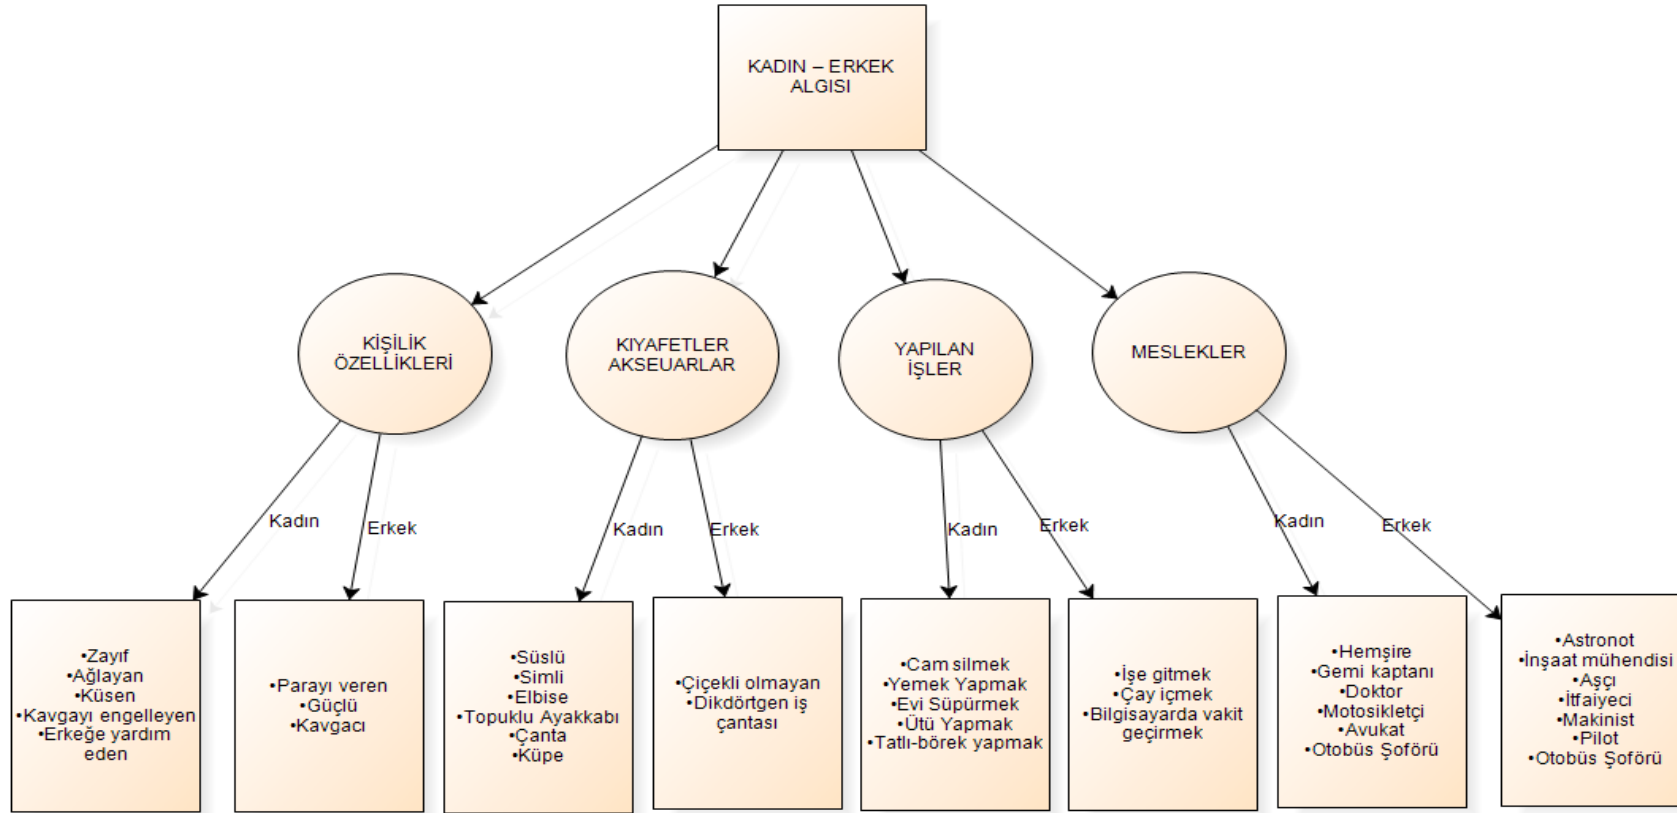 KADIN – ERKEK
ALGISI
KİŞİLİK
ÖZELLİKLERİ
KIYAFETLER
AKSEUARLAR
YAPILAN
İŞLER
MESLEKLER
Kadın
Erkek
Kadın
Erkek
Kadın
Erkek
Kadın
Erkek
•Zayıf
•Ağlayan
•Küsen
•Kavgayı engelleyen
•Erkeğe yardım
eden
•Parayı veren
•Güçlü
•Kavgacı
•Süslü
•Simli
•Elbise
•Topuklu Ayakkabı
•Çanta
•Küpe
•Çiçekli olmayan
•Dikdörtgen iş
çantası
•Cam silmek
•Yemek Yapmak
•Evi Süpürmek
•Ütü Yapmak
•Tatlı-börek yapmak
•İşe gitmek
•Çay içmek
•Bilgisayarda vakit
geçirmek
•Hemşire
•Gemi kaptanı
•Doktor
•Motosikletçi
•Avukat
•Otobüs Şoförü
•Astronot
•İnşaat mühendisi
•Aşçı
•İtfaiyeci
•Makinist
•Pilot
•Otobüs Şoförü